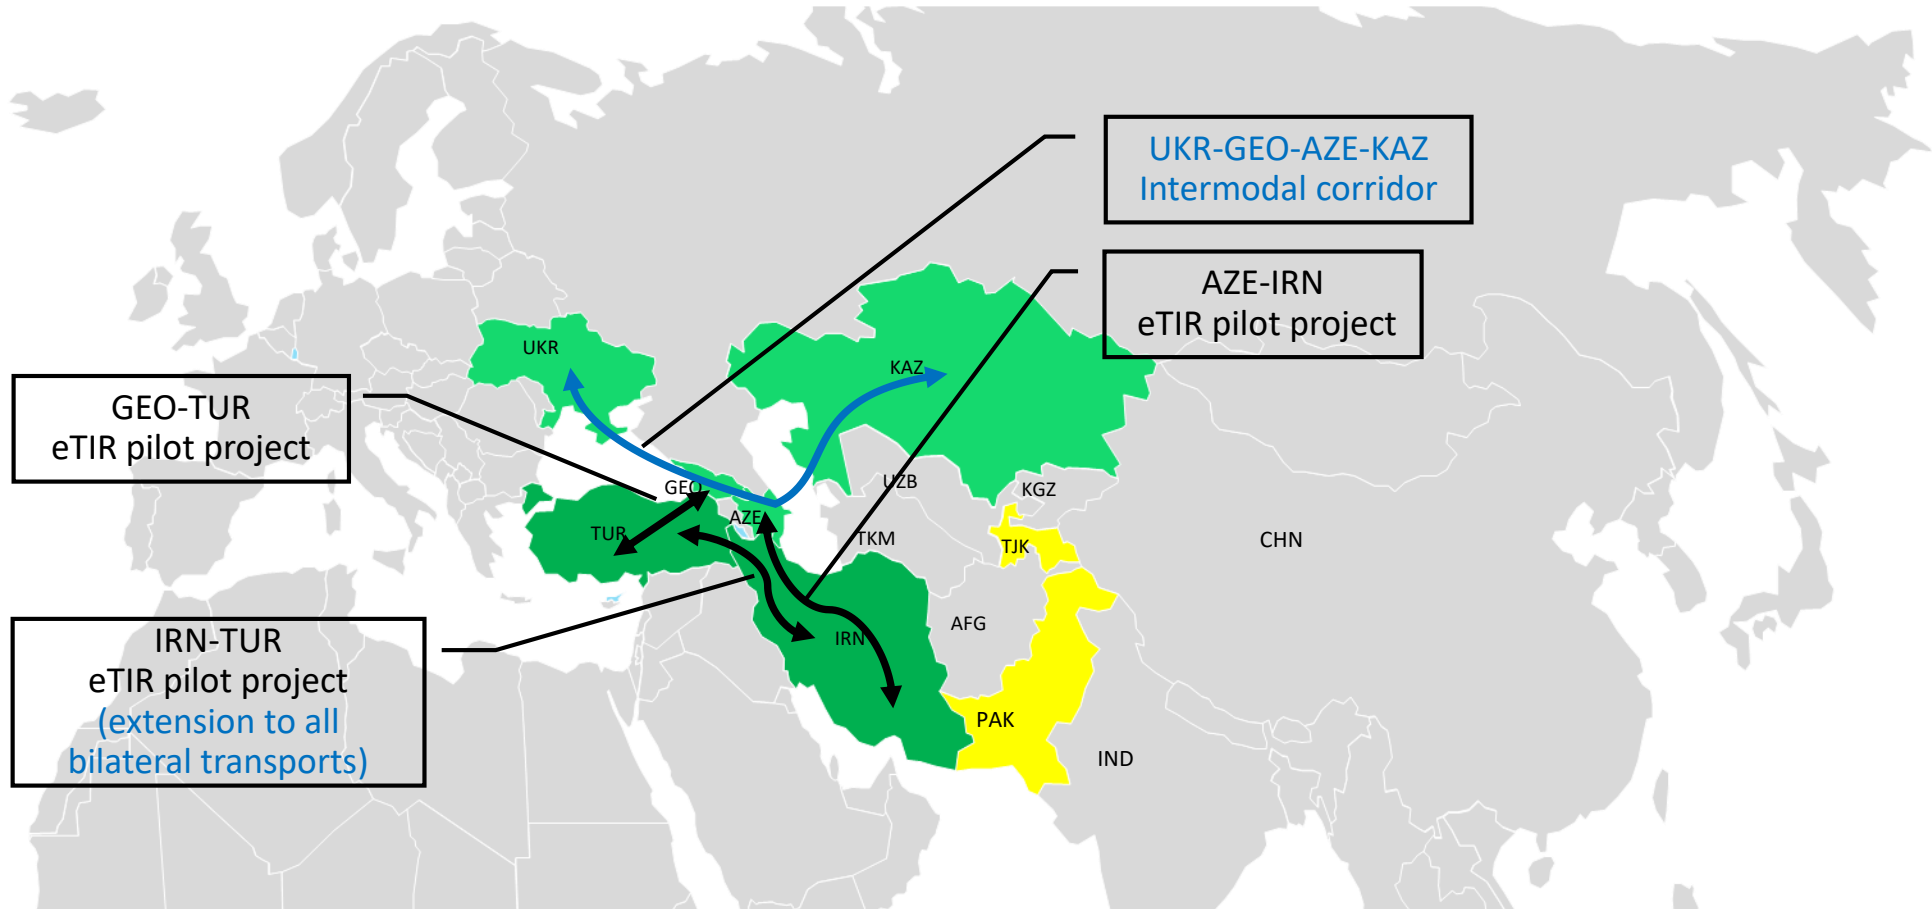 UKR-GEO-AZE-KAZ
Intermodal corridor
AZE-IRN
eTIR pilot project
GEO-TUR
eTIR pilot project
IRN-TUR
eTIR pilot project
(extension to all
bilateral transports)
UKR
KAZ
GEO
UZB
KGZ
AZE
TUR
TKM
TJK
CHN
AFG
IRN
PAK
IND